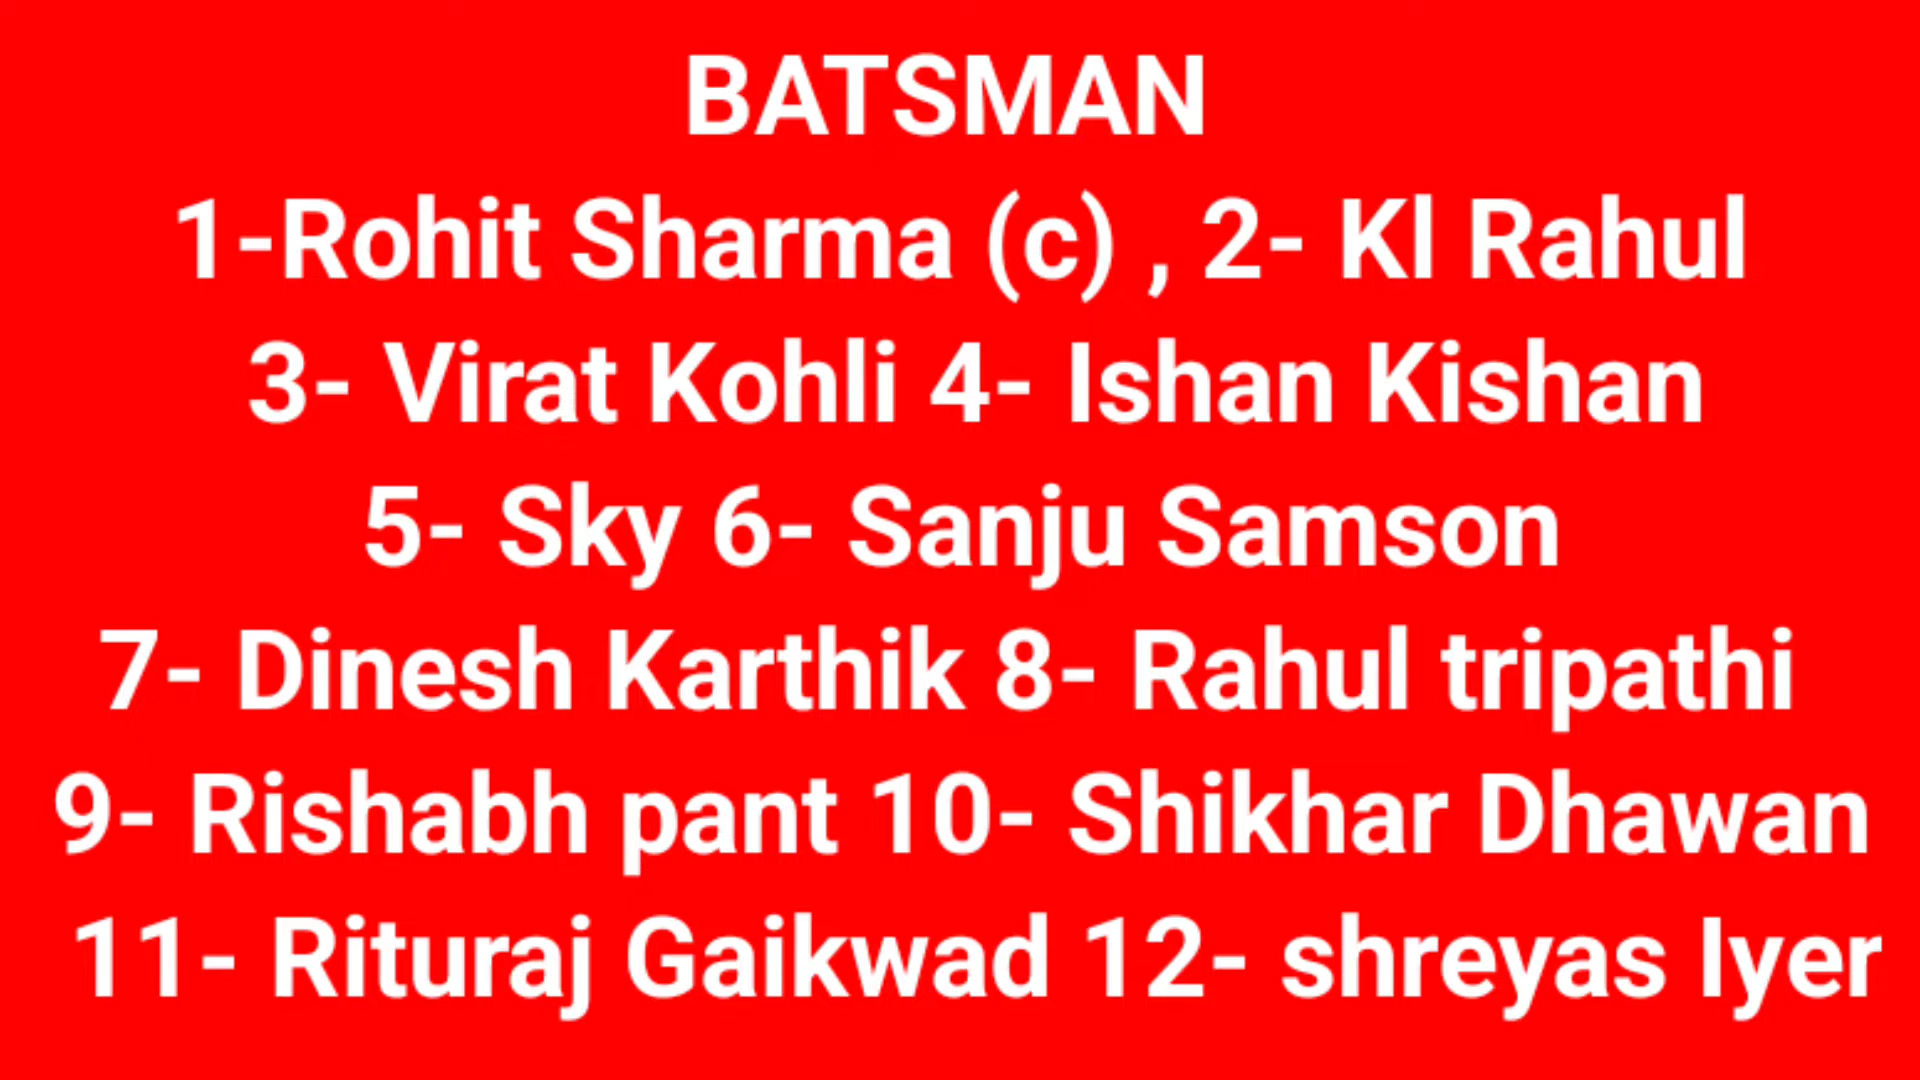 BATSMAN
1-Rohit Sharma (c) , 2- Kl Rahul
3- Virat Kohli 4- Ishan Kishan
5- Sky 6- Sanju Samson
7- Dinesh Karthik 8- Rahul tripathi
9- Rishabh pant 10- Shikhar Dhawan
11- Rituraj Gaikwad 12- shreyas Iyer